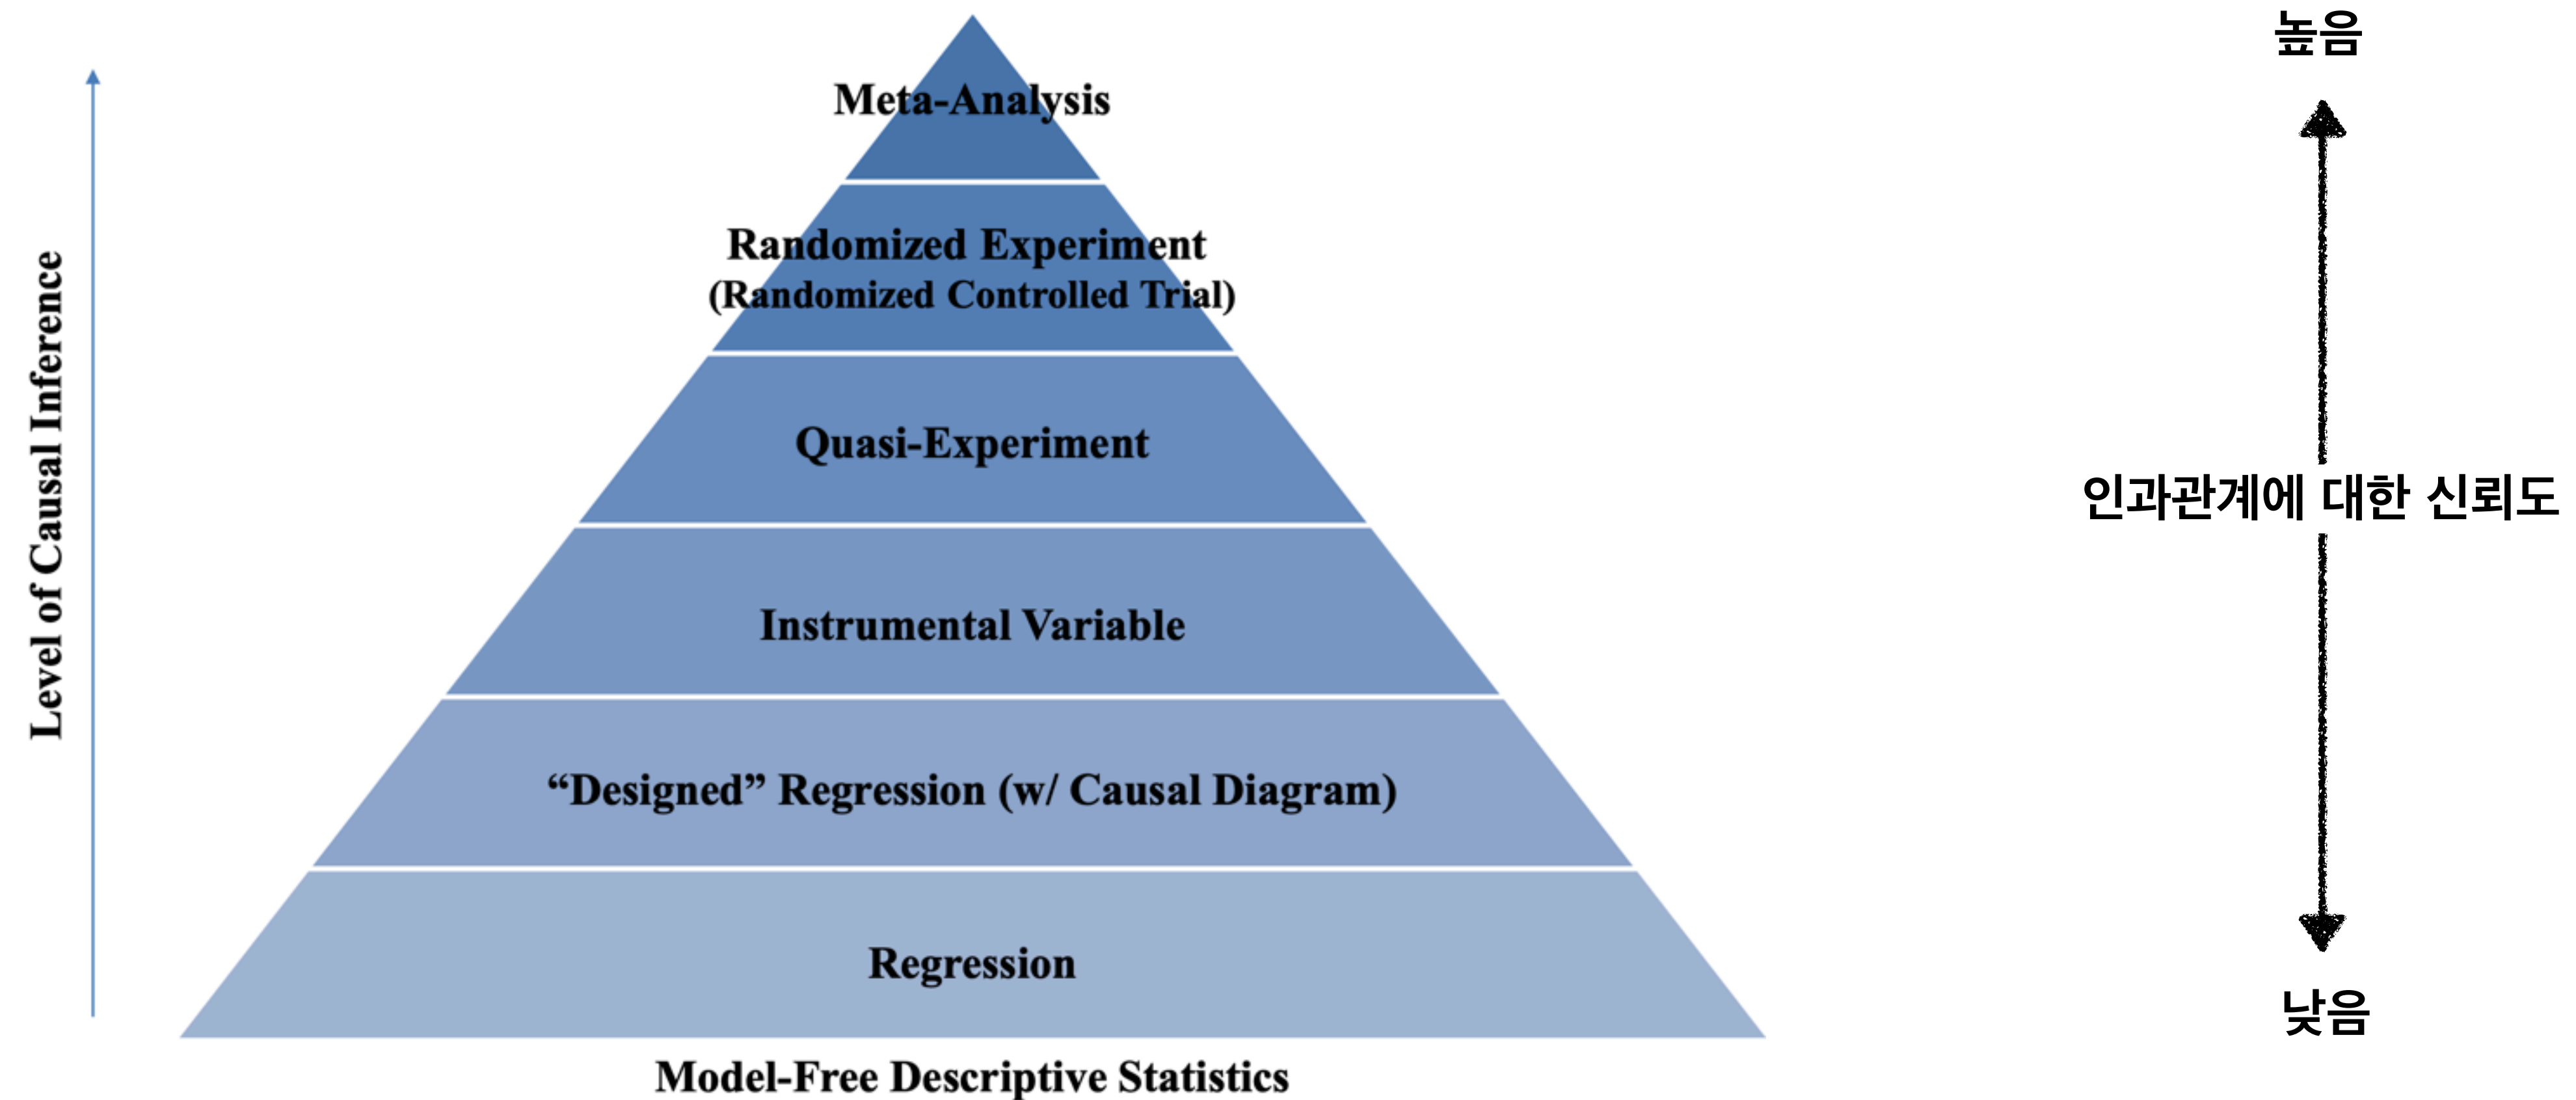 높음
Meta-Analysis
Randomized Experiment
(Randomized Controlled Trial)
Quasi-Experiment
Level of Causal Inference
인과관계에 대한 신뢰도
Instrumental Variable
“Designed” Regression (w/ Causal Diagram)
Regression
낮음
Model-Free Descriptive Statistics